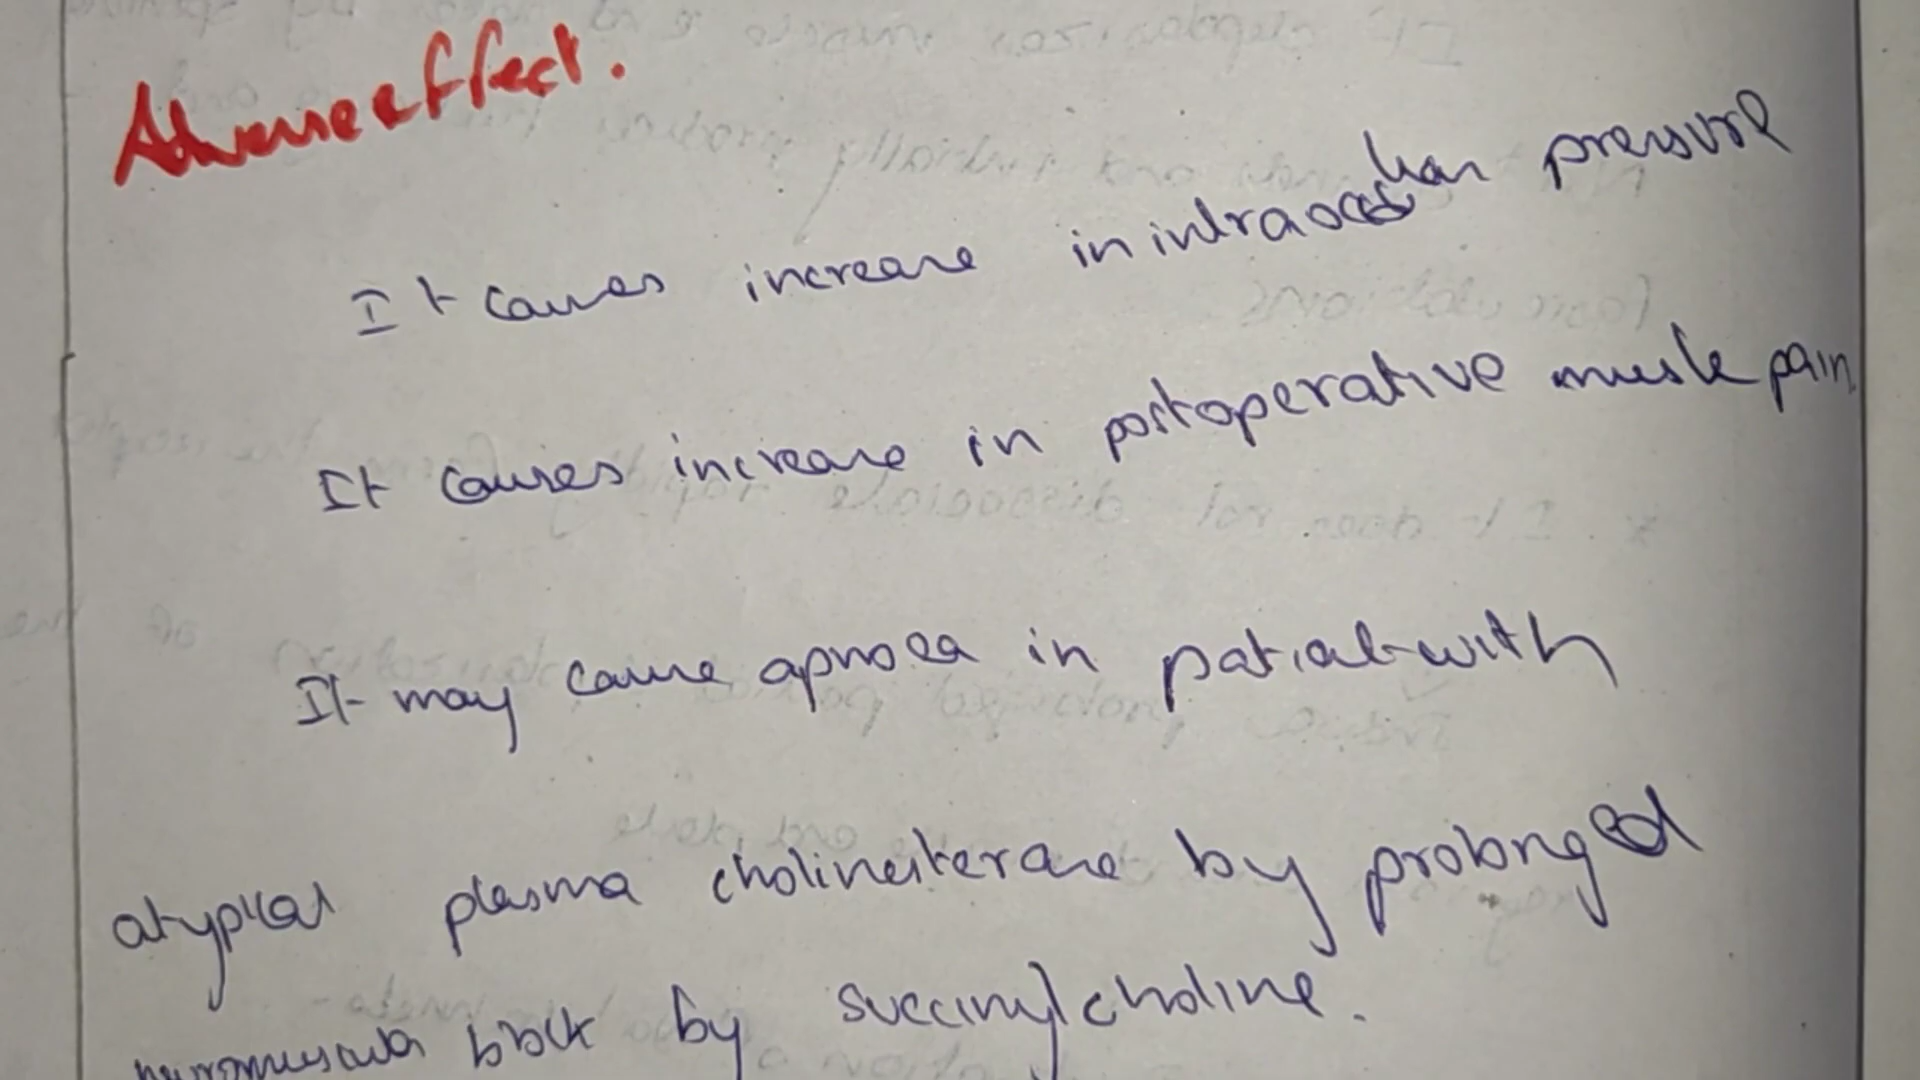 Adverse effect.
It causes increase in intraocular pressure
It causes increase in postoperative muscle pain
It may cause apnoea in patient with
atypical plasma cholinesterase by prolonged
neuromuscular block by succinylcholine.